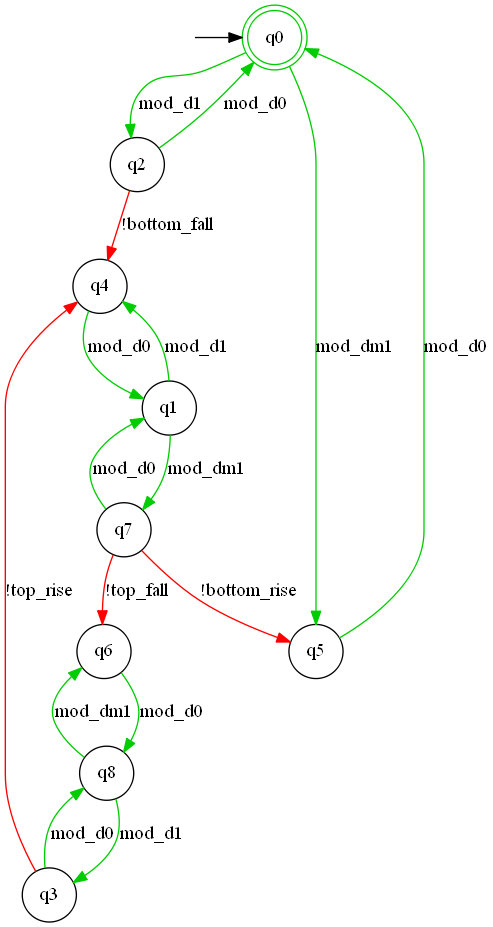 q0
mod_d1
mod_d0
q2
!bottom_fall
q4
mod_d0
mod_d1
mod_dm1
mod_d0
q1
mod_d0
mod_dm1
q7
!top_rise
!top_fall
!bottom_rise
q6
q5
mod_dm1
mod_d0
q8
mod_d0
mod_d1
q3